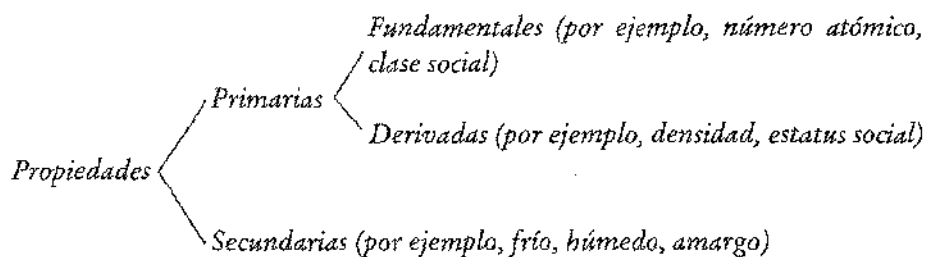 Fundamentales (por ejemplo, número atómico,
clase social)
Primarias
Derivadas (por ejemplo, densidad, estatus social)
Propiedades
Secundarias (por ejemplo, frío, húmedo, amargo)